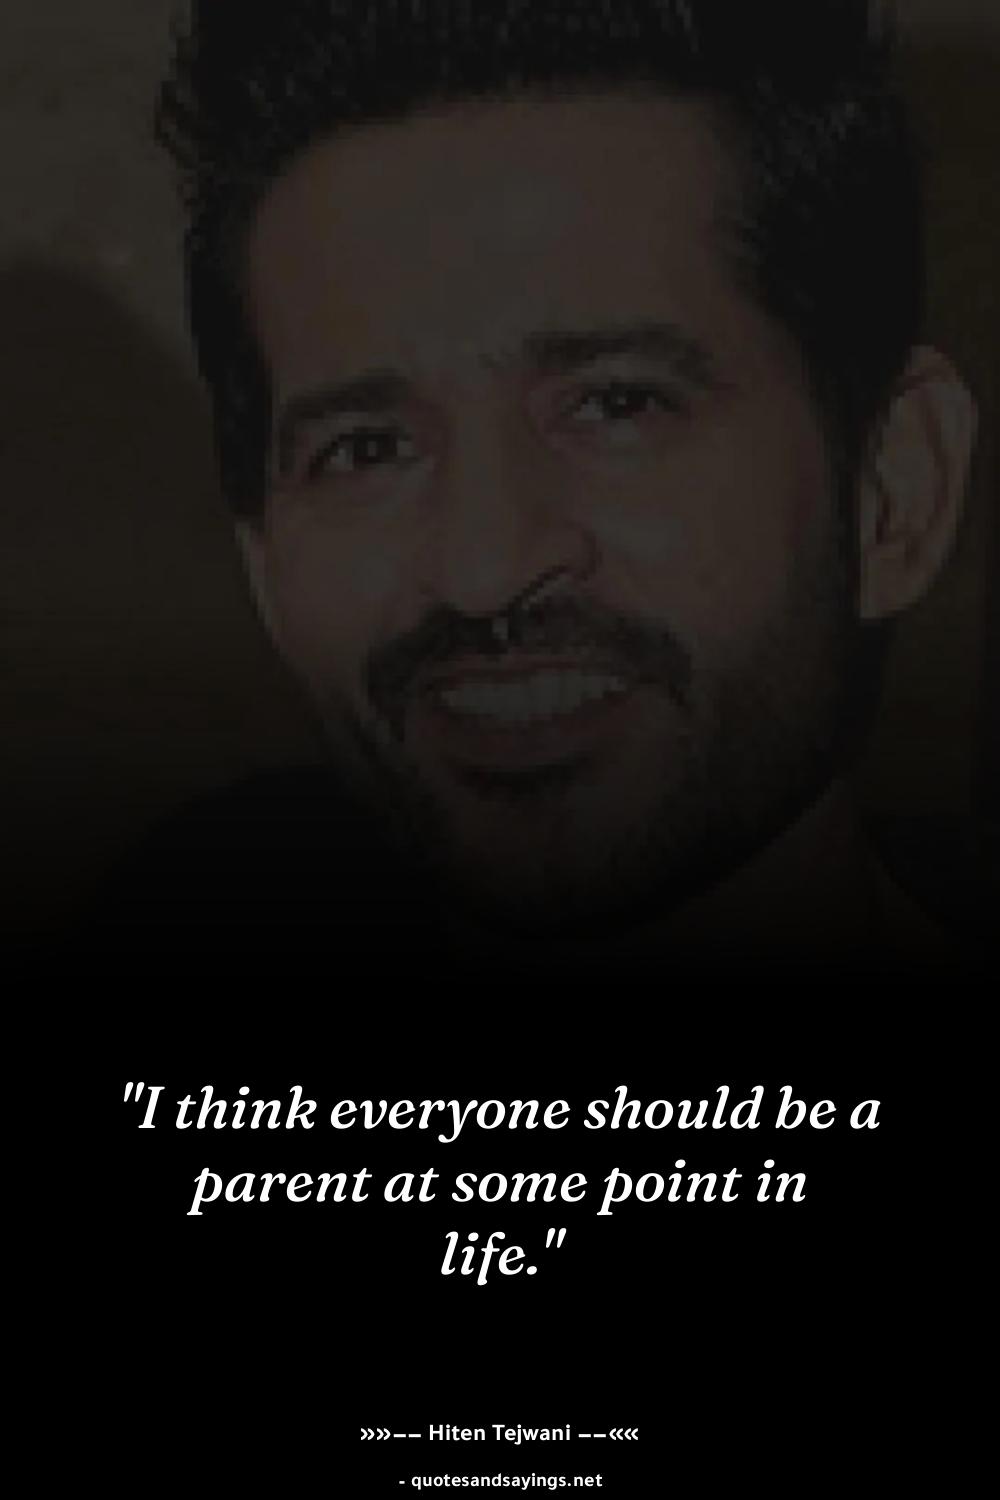 "I think everyone should be a
parent at some point in
life."
»»−− Hiten Tejwani −−««
- quotesandsayings.net